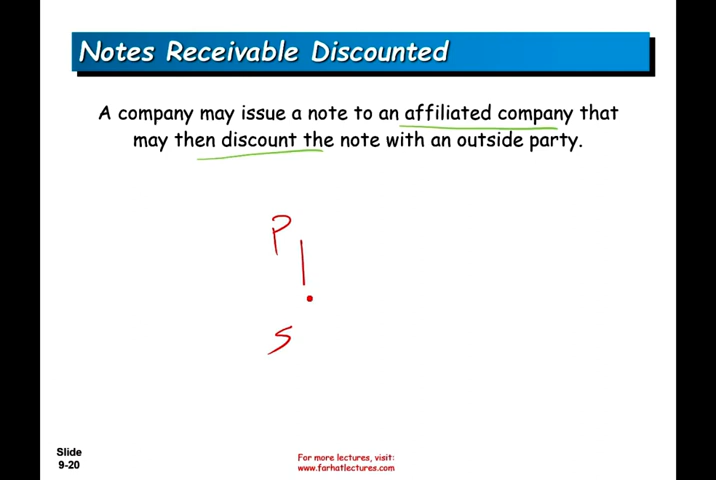 Notes Receivable Discounted
A company may issue a note to an affiliated company that
may then discount the note with an outside party.
P
S
Slide
9-20
For more lectures, visit:
www.farhatlectures.com